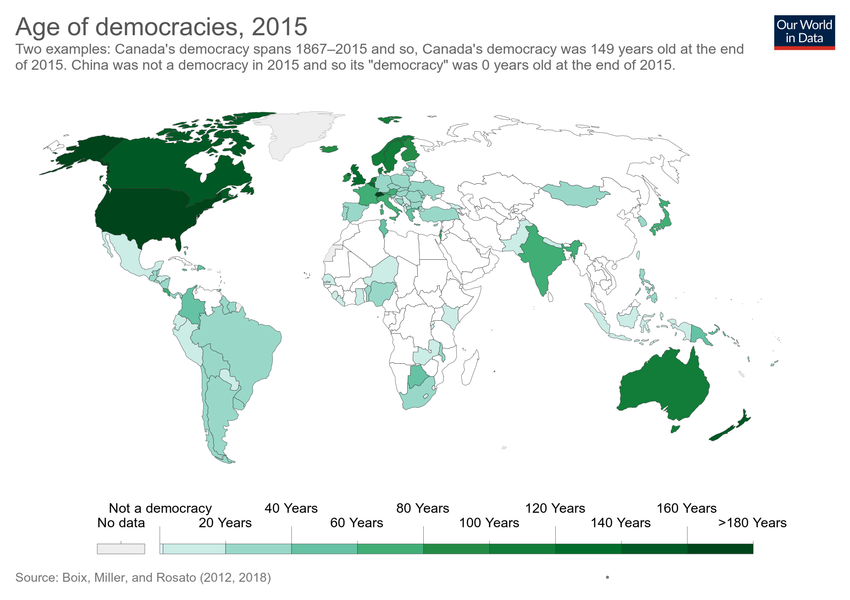 Age of democracies, 2015
Our World
in Data
Two examples: Canada's democracy spans 1867–2015 and so, Canada's democracy was 149 years old at the end
of 2015. China was not a democracy in 2015 and so its "democracy" was 0 years old at the end of 2015.
Not a democracy 40 Years 80 Years 120 Years 160 Years
No data 20 Years 60 Years 100 Years 140 Years >180 Years
Source: Boix, Miller, and Rosato (2012, 2018) •